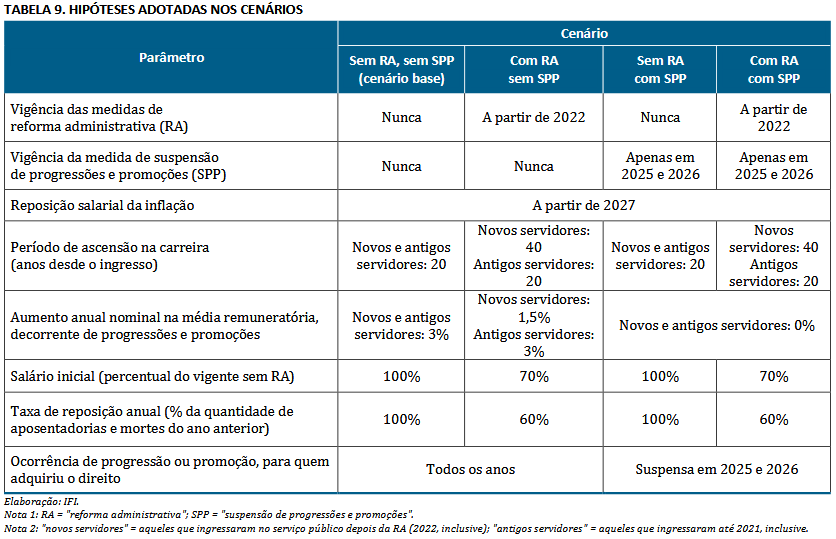 TABELA 9. HIPÓTESES ADOTADAS NOS CENÁRIOS
Parâmetro
Cenário
Sem RA, sem SPP
(cenário base)
Com RA
sem SPP
Sem RA
com SPP
Com RA
com SPP
Vigência das medidas de
reforma administrativa (RA)
Nunca
A partir de 2022
Nunca
A partir de
2022
Vigência da medida de suspensão
de progressões e promoções (SPP)
Nunca
Nunca
Apenas em
2025 e 2026
Apenas em
2025 e 2026
Reposição salarial da inflação
A partir de 2027
Período de ascensão na carreira
(anos desde o ingresso)
Novos e antigos
servidores: 20
Novos servidores:
40
Antigos servidores:
20
Novos e antigos
servidores: 20
Novos
servidores: 40
Antigos
servidores: 20
Aumento anual nominal na média remuneratória,
decorrente de progressões e promoções
Novos e antigos
servidores: 3%
Novos servidores:
1,5%
Antigos servidores:
3%
Novos e antigos servidores: 0%
Salário inicial (percentual do vigente sem RA)
100%
70%
100%
70%
Taxa de reposição anual (% da quantidade de
aposentadorias e mortes do ano anterior)
100%
60%
100%
60%
Ocorrência de progressão ou promoção, para quem
adquiriu o direito
Todos os anos
Suspensa em 2025 e 2026
Elaboração: IFI.
Nota 1: RA = "reforma administrativa"; SPP = "suspensão de progressões e promoções".
Nota 2: "novos servidores" = aqueles que ingressaram no serviço público depois da RA (2022, inclusive); "antigos servidores" = aqueles que ingressaram até 2021, inclusive.